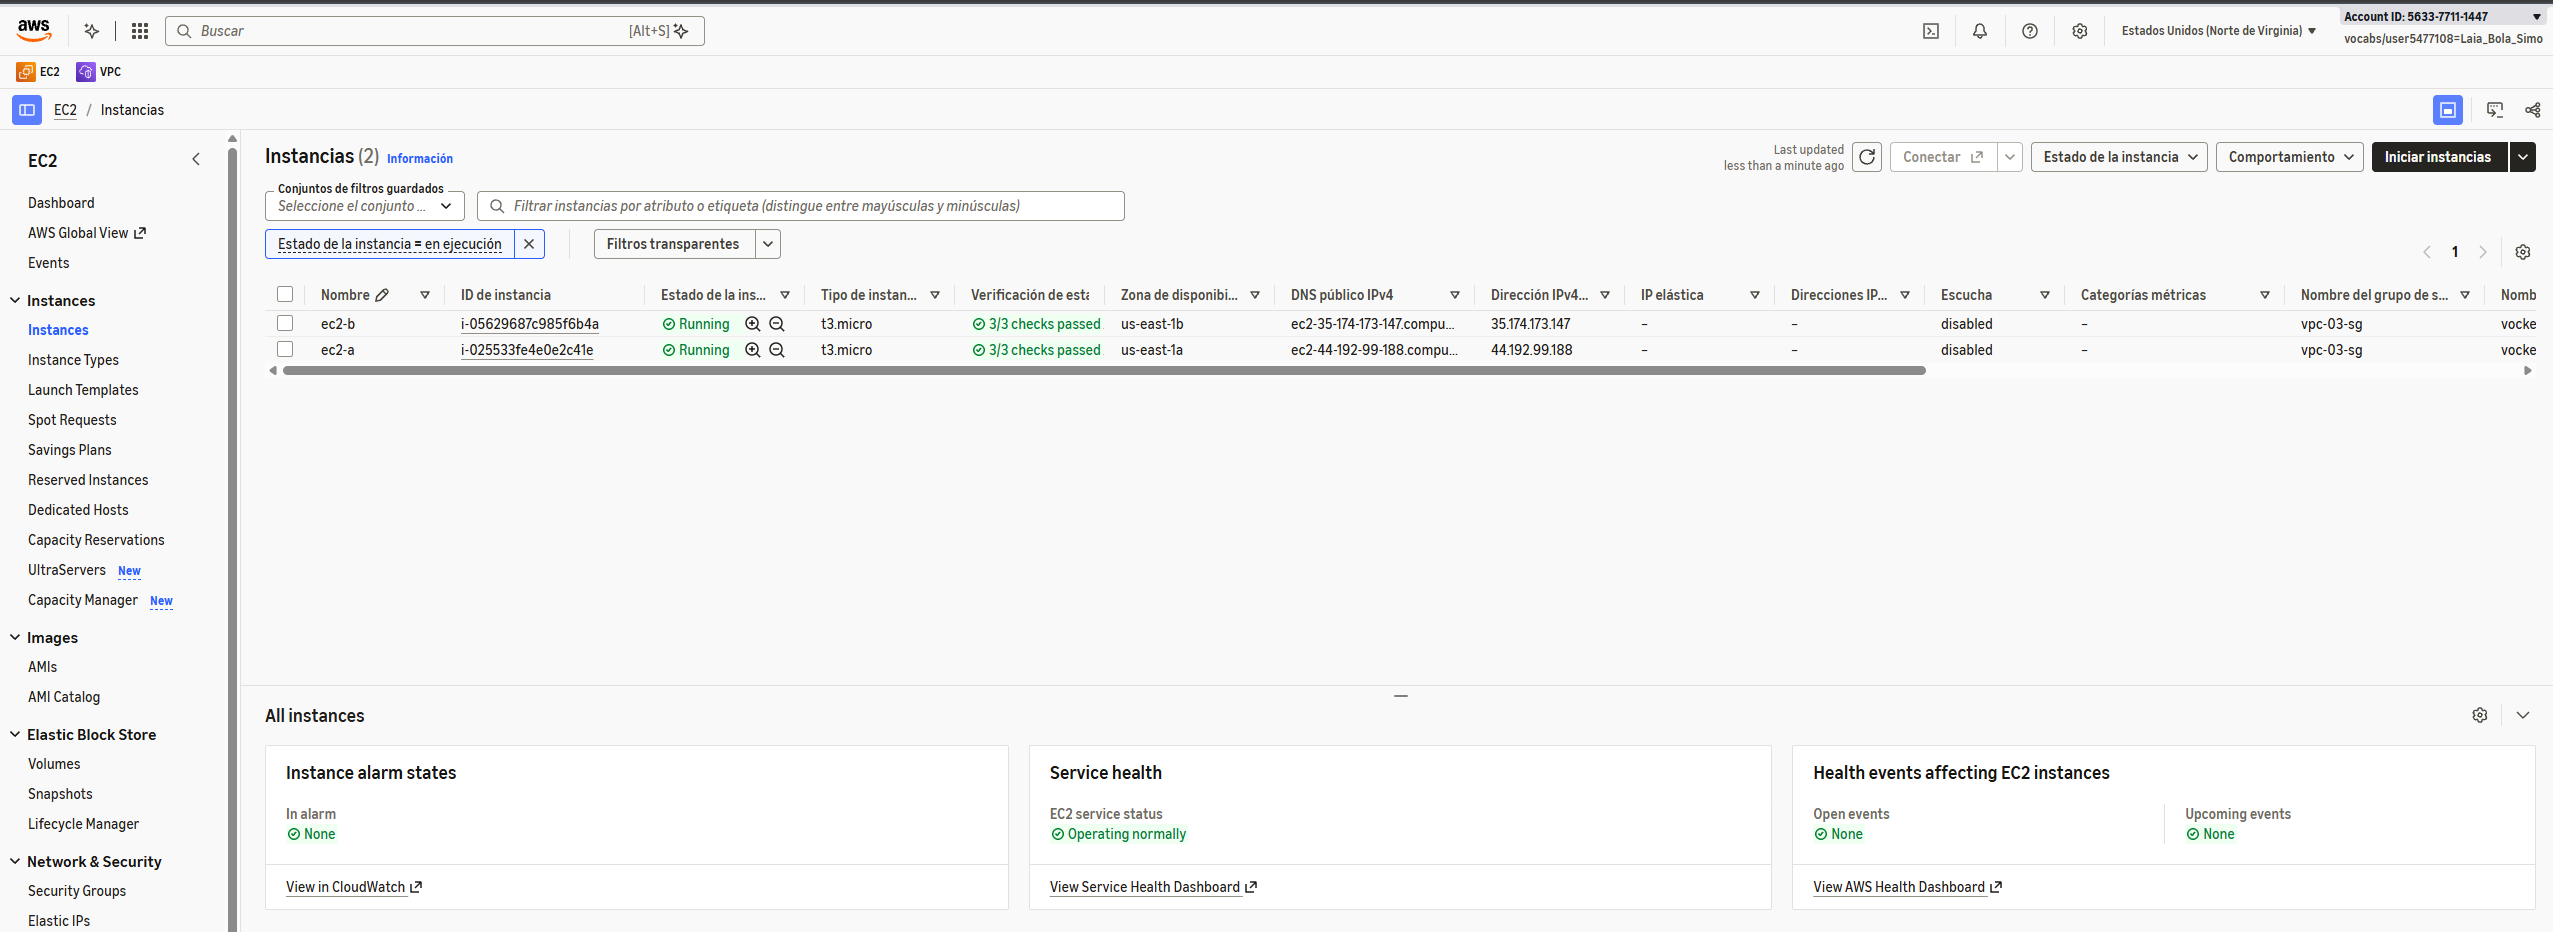 aws
Buscar [Alt+S]
Estados Unidos (Norte de Virginia)
Account ID: 5633-7711-1447
vocabs/user5477108=Laia_Bola_Simo
EC2 VPC
EC2 / Instancias
EC2
Dashboard
AWS Global View
Events
Instances
Instances
Instance Types
Launch Templates
Spot Requests
Savings Plans
Reserved Instances
Dedicated Hosts
Capacity Reservations
UltraServers New
Capacity Manager New
Images
AMIs
AMI Catalog
Elastic Block Store
Volumes
Snapshots
Lifecycle Manager
Network & Security
Security Groups
Elastic IPs
Instancias (2) Información
Last updated
less than a minute ago
Conectar
Estado de la instancia
Comportamiento
Iniciar instancias
Conjuntos de filtros guardados
Seleccione el conjunto ...
Filtrar instancias por atributo o etiqueta (distingue entre mayúsculas y minúsculas)
Estado de la instancia = en ejecución
Filtros transparentes
1
Nombre ID de instancia Estado de la ins... Tipo de instan... Verificación de esta Zona de disponibi... DNS público IPv4 Dirección IPv4... IP elástica Direcciones IP... Escucha Categorías métricas Nombre del grupo de s... Nomb
ec2-b i-05629687c985f6b4a Running t3.micro 3/3 checks passed us-east-1b ec2-35-174-173-147.compu... 35.174.173.147 – – disabled – vpc-03-sg vocke
ec2-a i-025533fe4e0e2c41e Running t3.micro 3/3 checks passed us-east-1a ec2-44-192-99-188.compu... 44.192.99.188 – – disabled – vpc-03-sg vocke
All instances
Instance alarm states
In alarm
None
View in CloudWatch
Service health
EC2 service status
Operating normally
View Service Health Dashboard
Health events affecting EC2 instances
Open events
None
Upcoming events
None
View AWS Health Dashboard